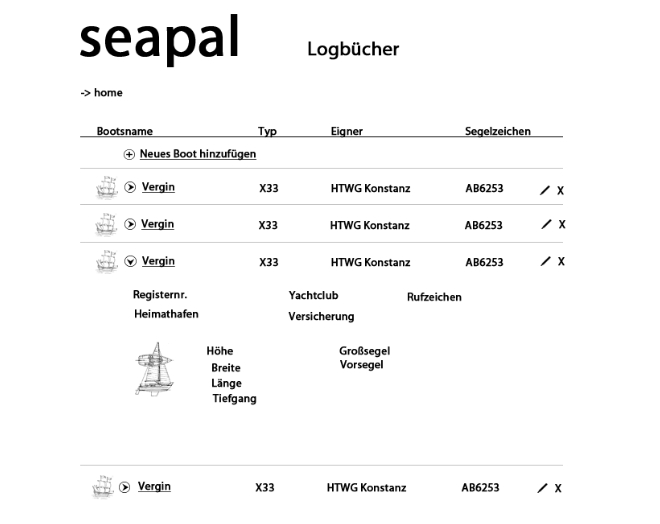 seapal
Logbücher
-> home
Bootsname Typ Eigner Segelzeichen
Neues Boot hinzufügen
Vergin X33 HTWG Konstanz AB6253 X
Vergin X33 HTWG Konstanz AB6253 X
Vergin X33 HTWG Konstanz AB6253 X
Registernr. Yachtclub Rufzeichen
Heimathafen Versicherung
Höhe Großsegel
Breite Vorsegel
Länge
Tiefgang
Vergin X33 HTWG Konstanz AB6253 X